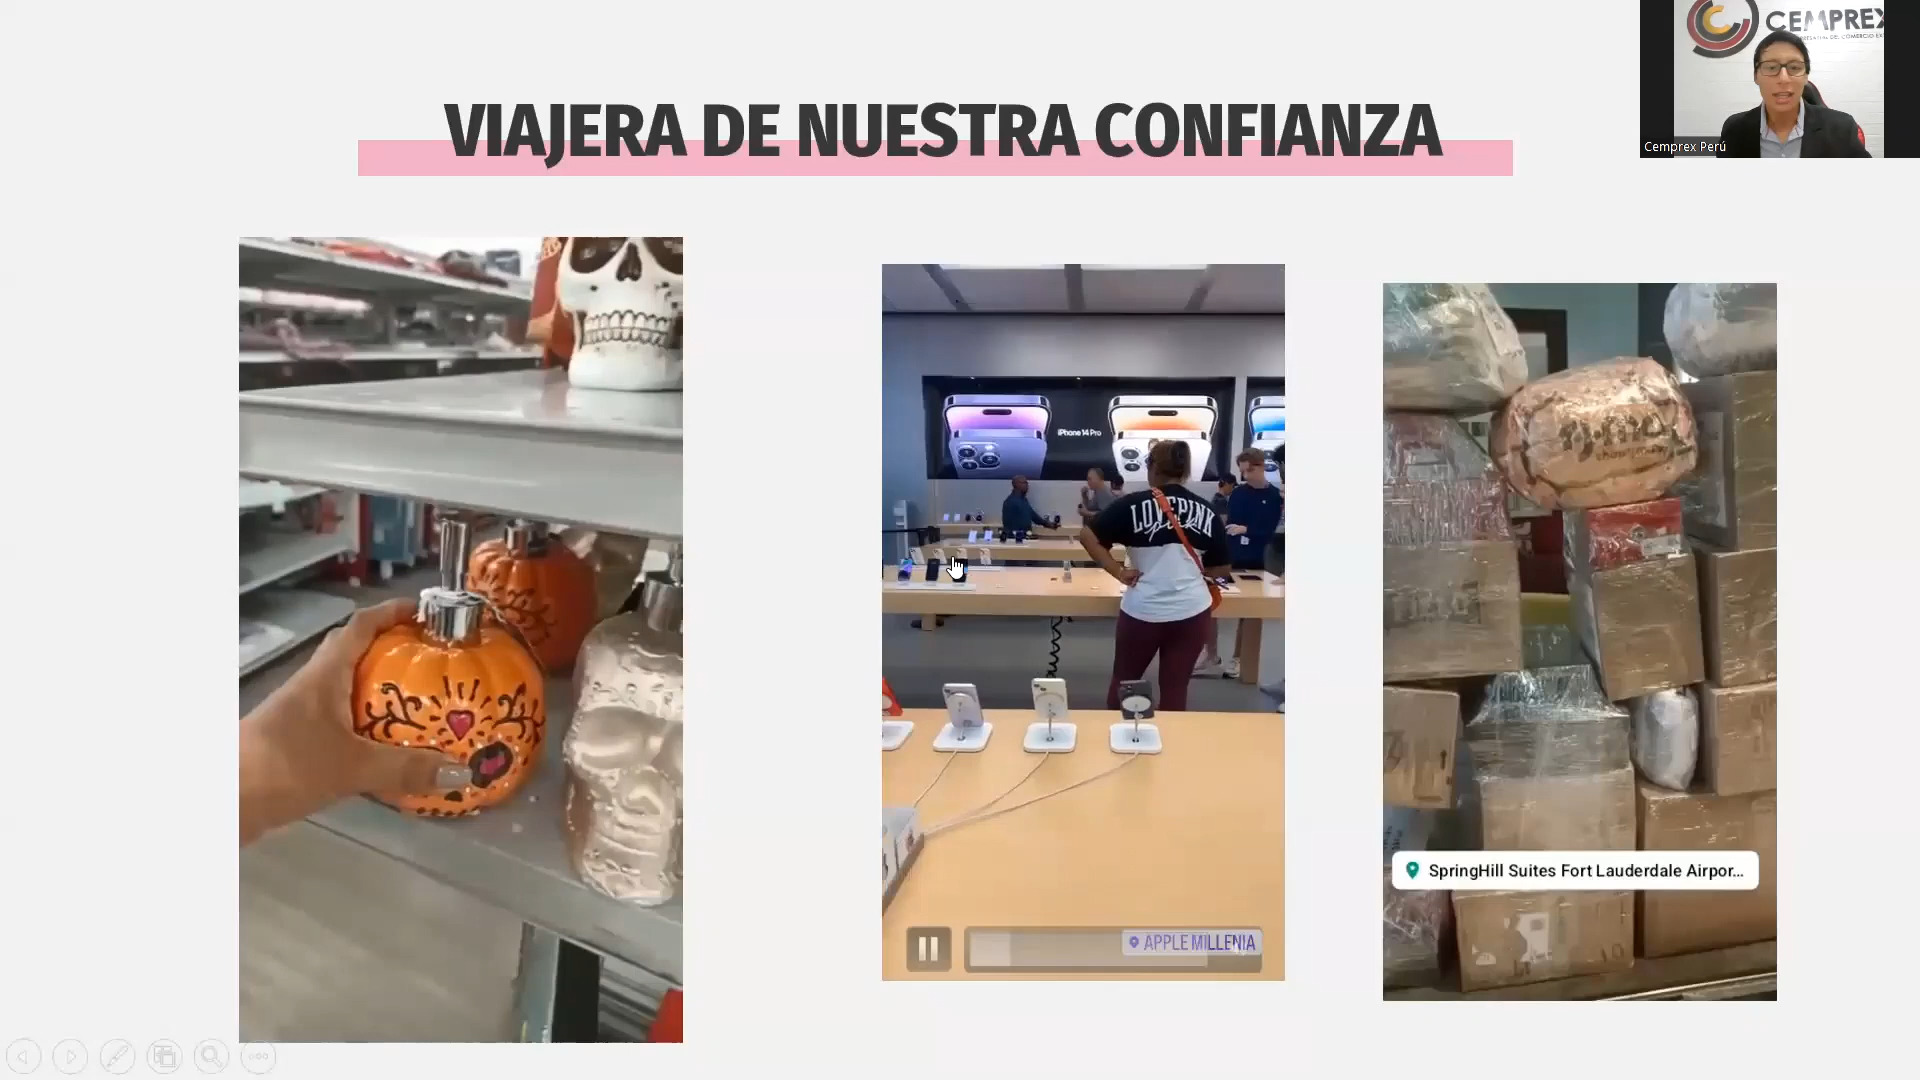 CEMPREX
VIAJERA DE NUESTRA CONFIANZA
Cemprex Perú
iPhone 14 Pro
LOVE PINK
SpringHill Suites Fort Lauderdale Airpor...
APPLE MILLENIA